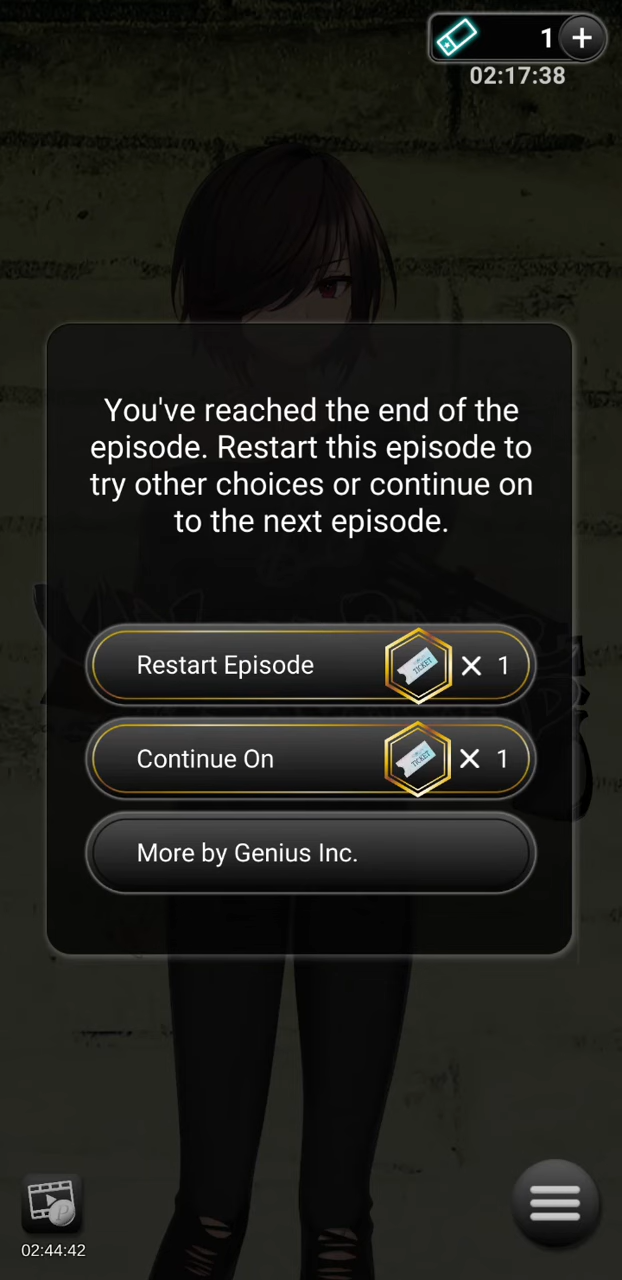 1 +
02:17:38
You've reached the end of the
episode. Restart this episode to
try other choices or continue on
to the next episode.
Restart Episode TICKET × 1
Continue On TICKET × 1
More by Genius Inc.
P
02:44:42